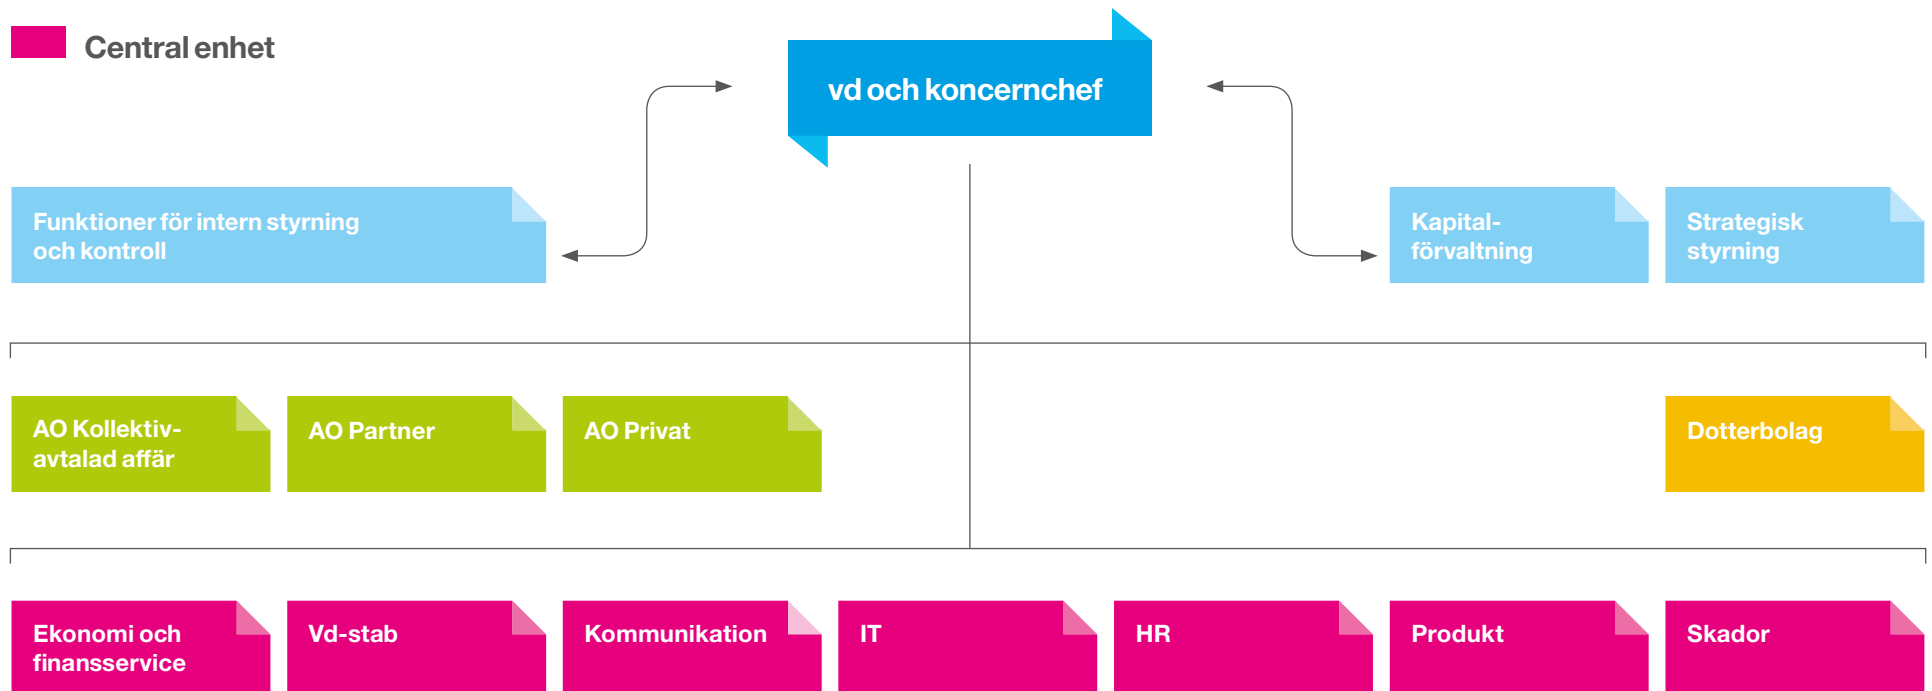 Central enhet
vd och koncernchef
Funktioner för intern styrning
och kontroll
Kapital-
förvaltning
Strategisk
styrning
AO Kollektiv-
avtalad affär
AO Partner
AO Privat
Dotterbolag
Ekonomi och
finansservice
Vd-stab
Kommunikation
IT
HR
Produkt
Skador